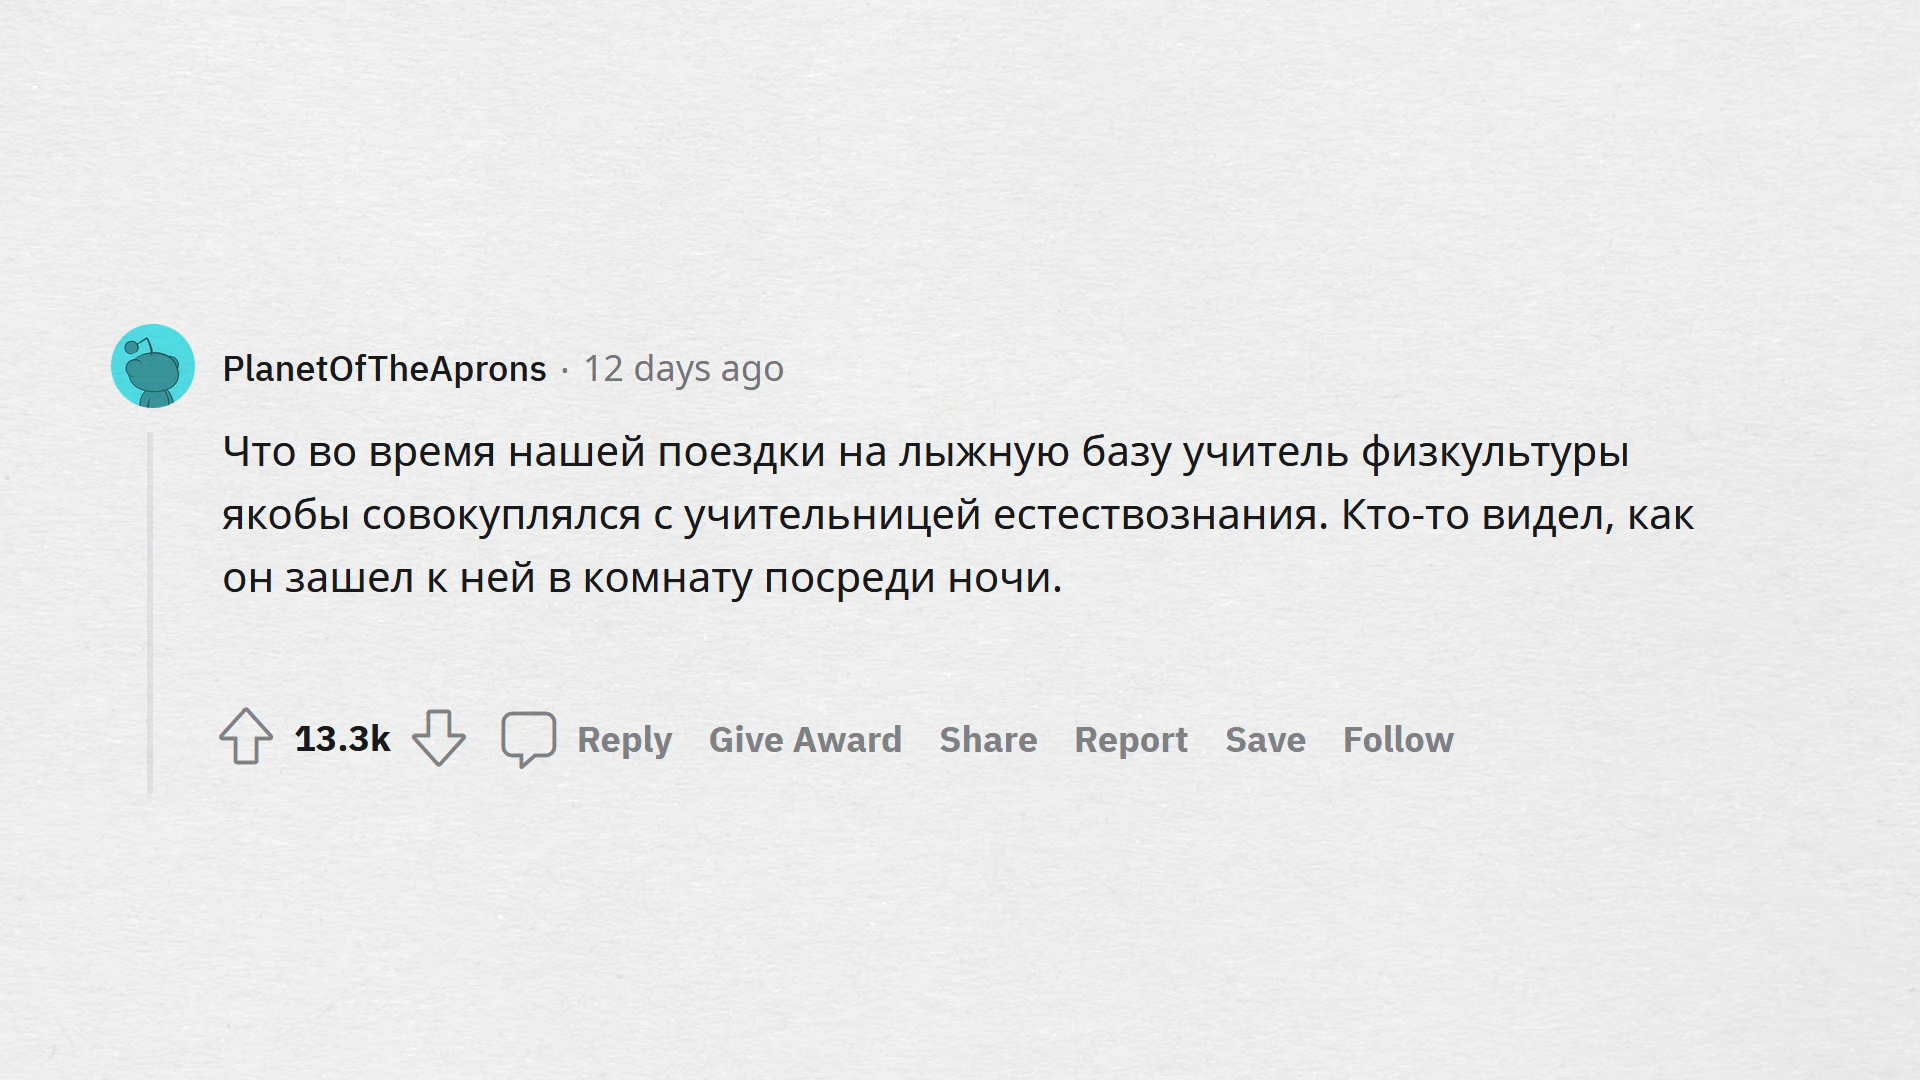 PlanetOfTheAprons · 12 days ago
Что во время нашей поездки на лыжную базу учитель физкультуры
якобы совокуплялся с учительницей естествознания. Кто-то видел, как
он зашел к ней в комнату посреди ночи.
13.3k Reply Give Award Share Report Save Follow